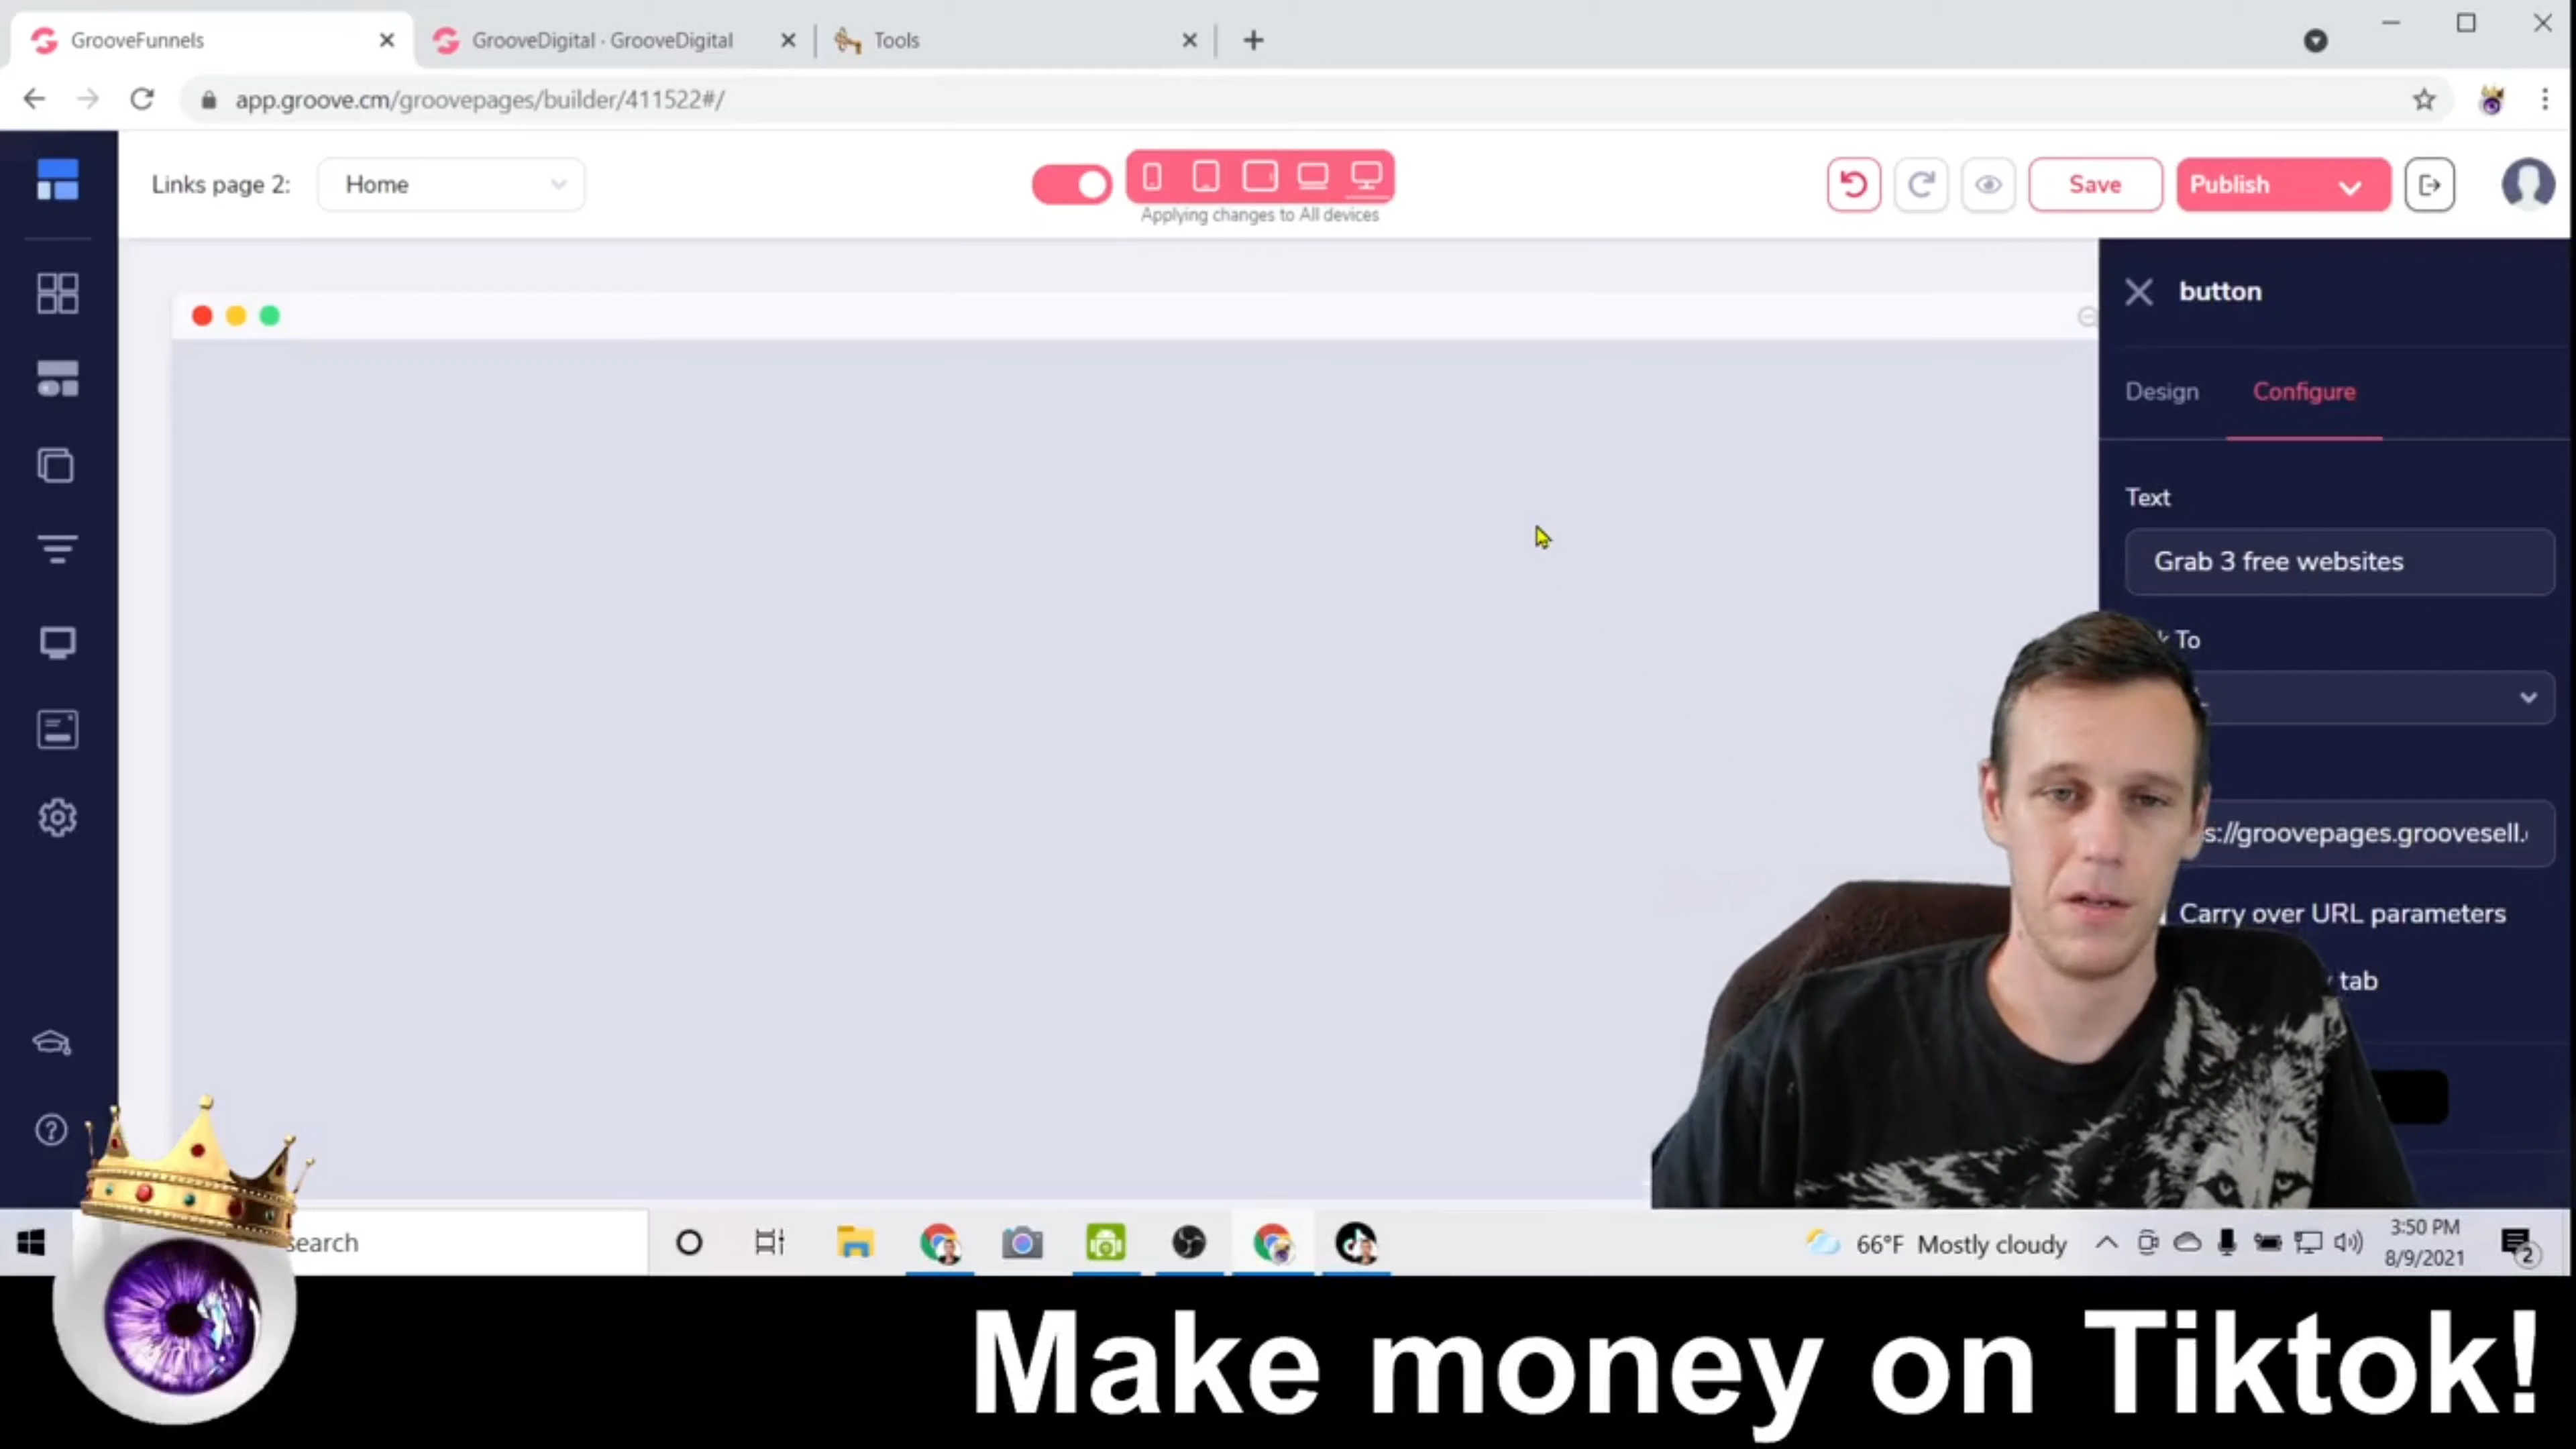 GrooveFunnels
GrooveDigital · GrooveDigital
Tools
app.groove.cm/groovepages/builder/411522#/
Links page 2:
Home
Applying changes to All devices
Save
Publish
button
Design
Configure
Text
Grab 3 free websites
To
s://groovepages.groovesell.
Carry over URL parameters
tab
search
66°F Mostly cloudy
3:50 PM
8/9/2021
2
Make money on Tiktok!